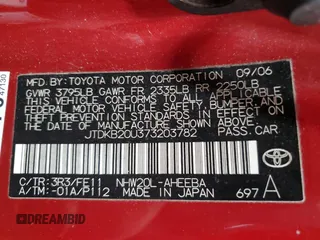 MFD.BY:TOYOTA MOTOR CORPORATION 09/06
GVWR 3795LB GAWR FR 2335LB RR 2250LB
THIS VEHICLE CONFORMS TO ALL APPLICABLE
FEDERAL MOTOR VEHICLE SAFETY,
BUMPER, AND THEFT PREVENTION STANDARDS
IN EFFECT ON THE DATE OF
MANUFACTURE SHOWN ABOVE.
JTDKB20U373203782 PASS.CAR
C/TR: 3R3/FE11 NHW20L-AHEEBA
A/TM: -01A/P112 MADE IN JAPAN 697 A
TOYOTA
47130
DREAMBID